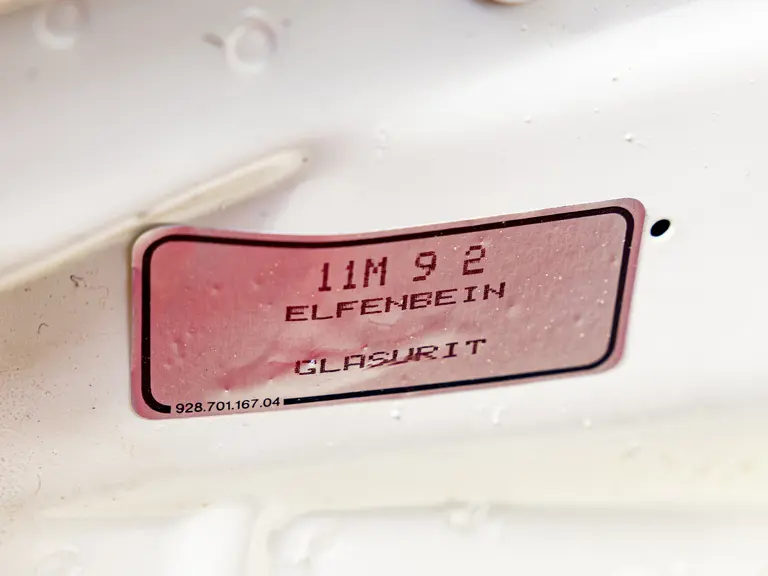 11M 9 2
ELFENBEIN
GLASURIT
928.701.167.04